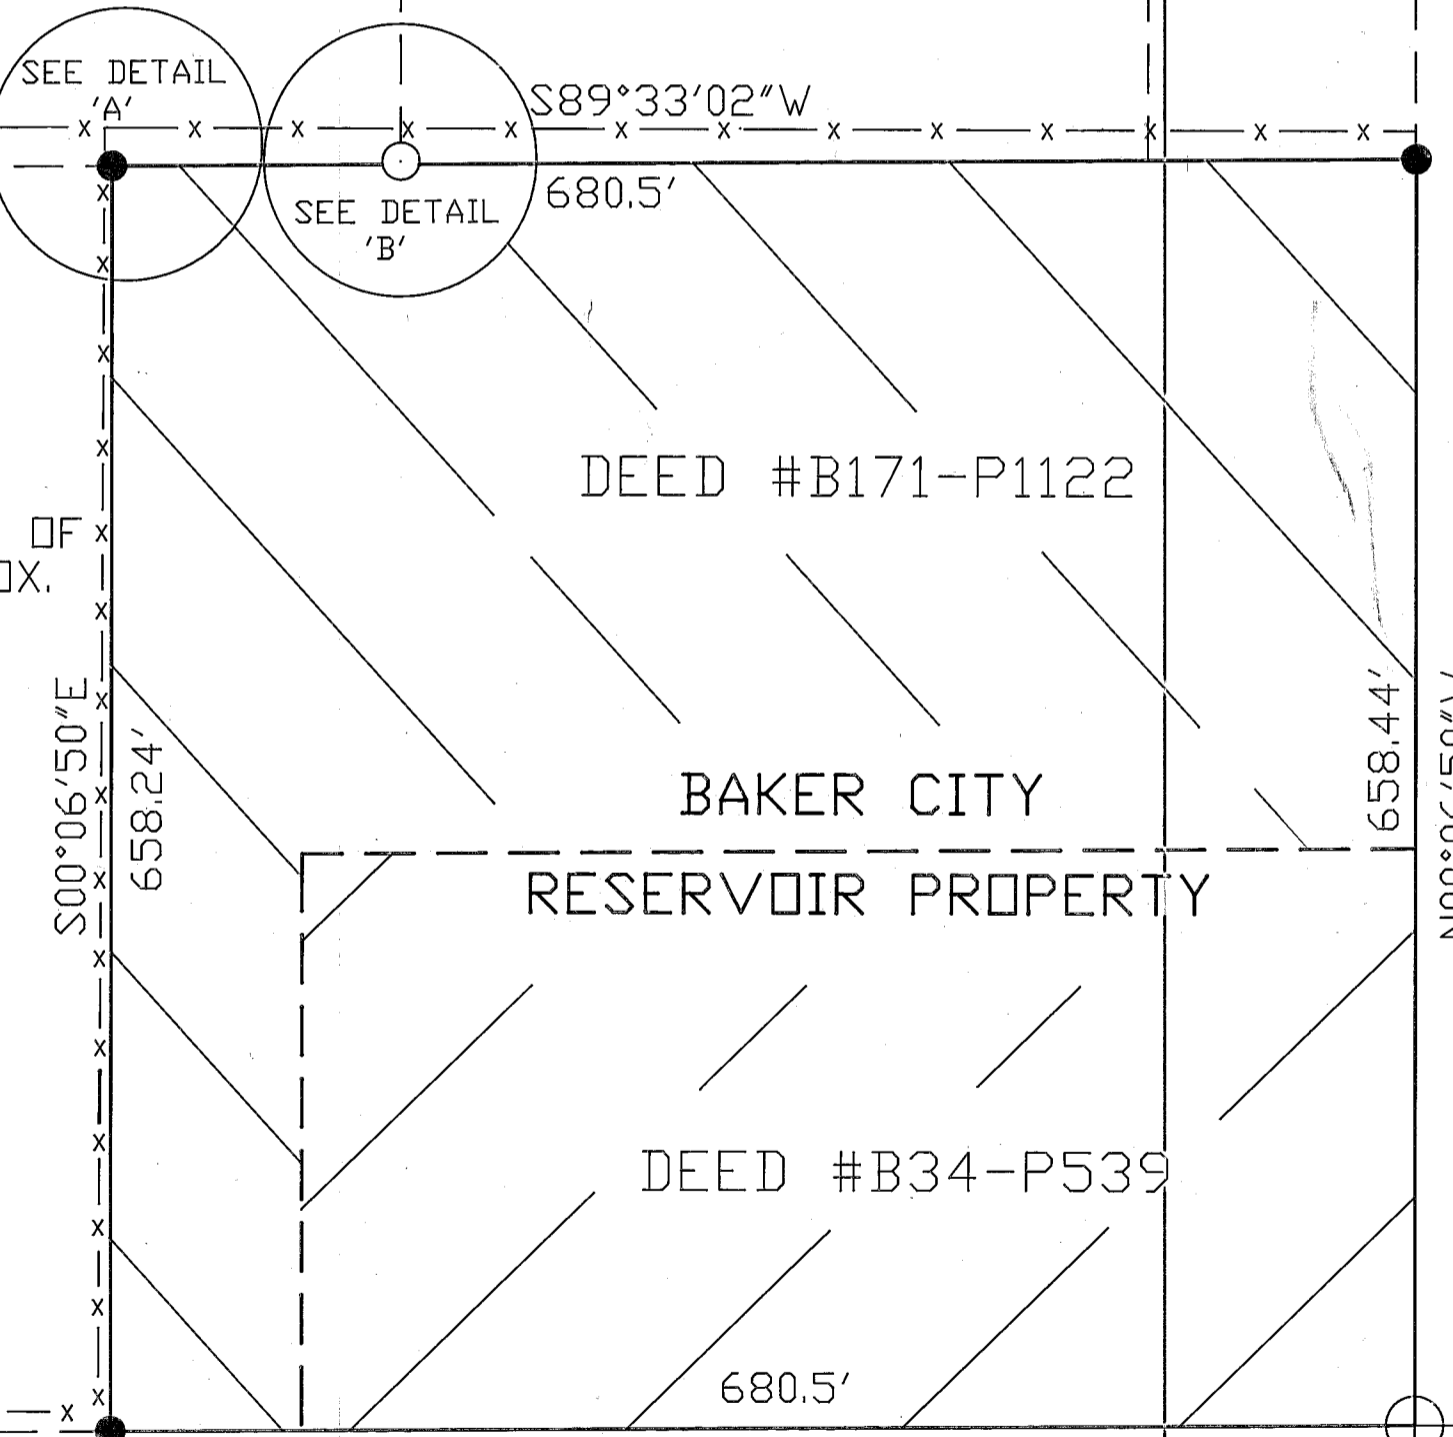 SEE DETAIL
'A'
S89°33'02"W
680.5'
SEE DETAIL
'B'
DEED #B171-P1122
OF
OX.
S00°06'50"E
658.24'
658.44'
BAKER CITY
RESERVOIR PROPERTY
DEED #B34-P539
680.5'